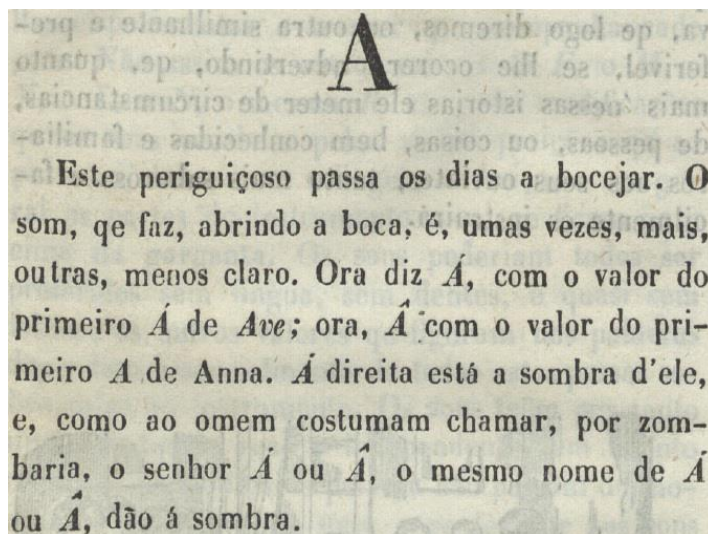 A
Este periguiçoso passa os dias a bocejar. O
som, qe faz, abrindo a boca, é, umas vezes, mais,
outras, menos claro. Ora diz Á, com o valor do
primeiro Á de Ave; ora, Â com o valor do pri-
meiro A de Anna. Á direita está a sombra d'ele,
e, como ao omem costumam chamar, por zom-
baria, o senhor Á ou Â, o mesmo nome de Á
ou Â, dão á sombra.